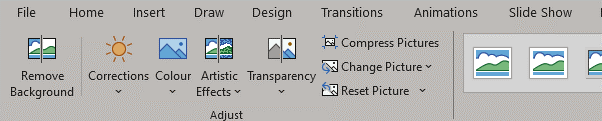 File Home Insert Draw Design Transitions Animations Slide Show
Remove Background
Corrections
Colour
Artistic Effects
Transparency
Compress Pictures
Change Picture
Reset Picture
Adjust